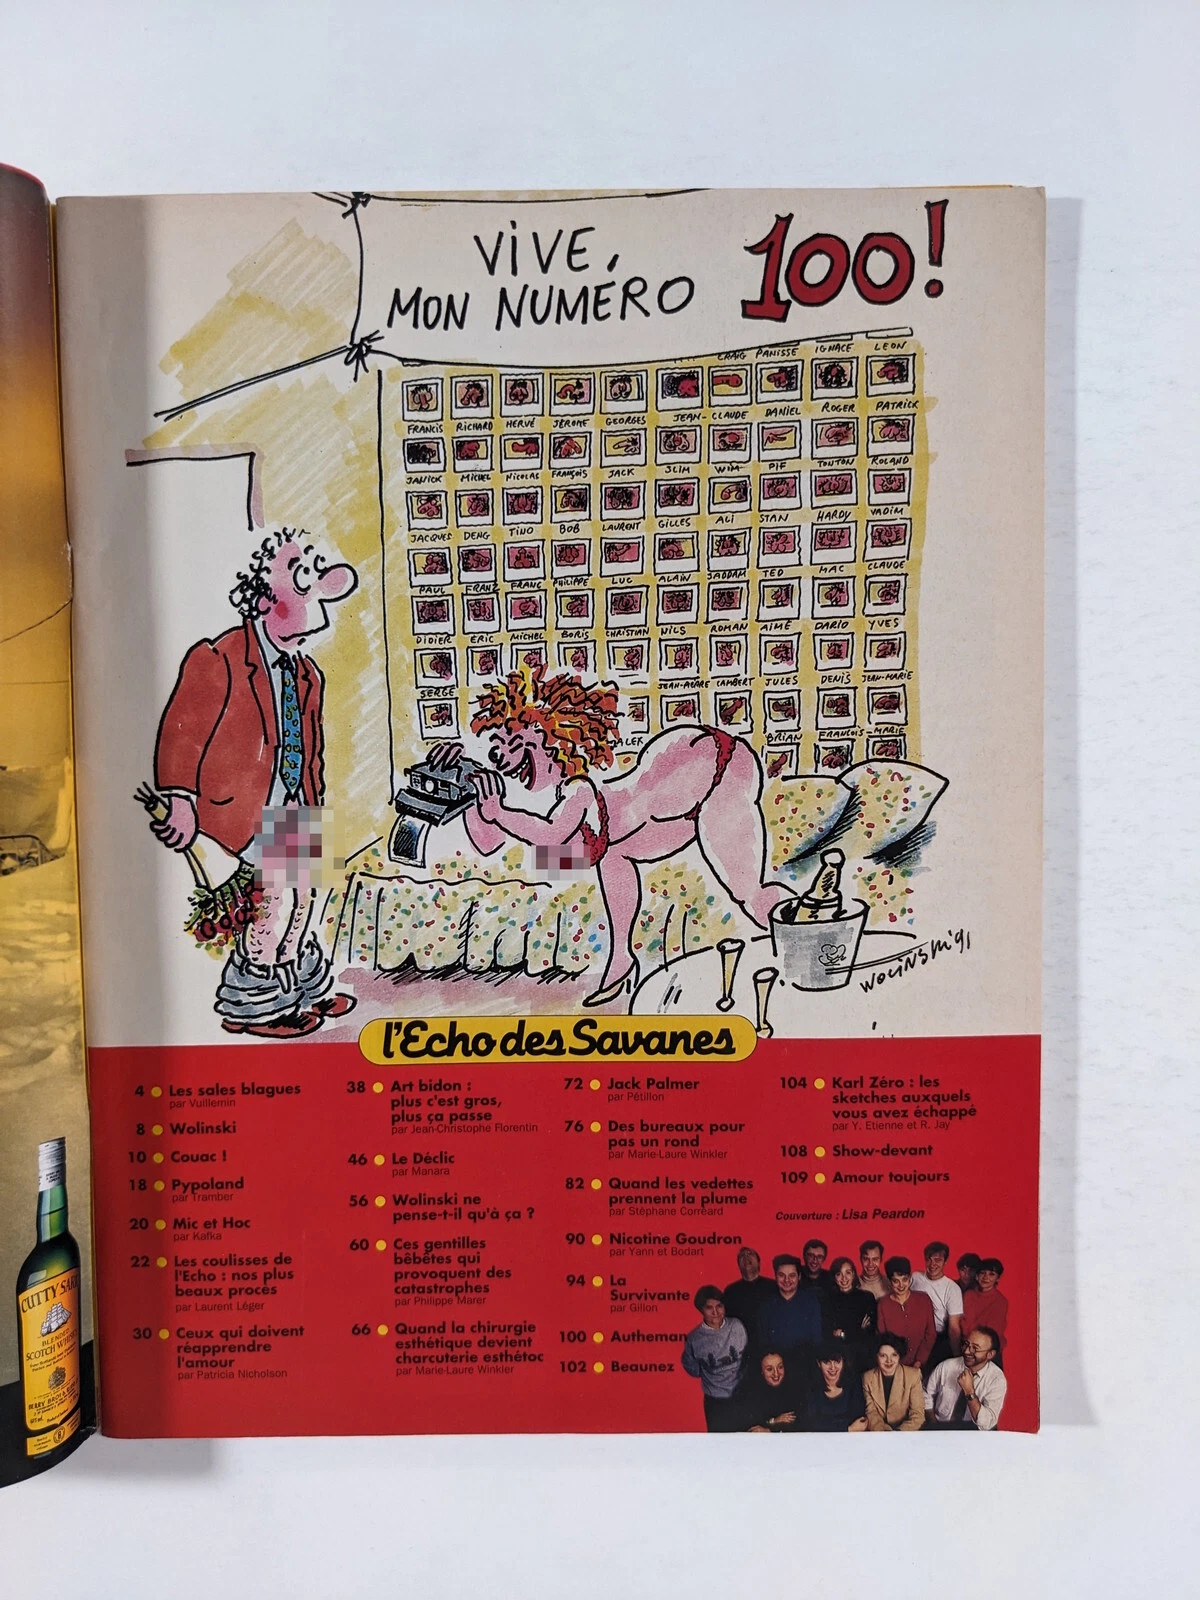 VIVE
MON NUMÉRO
100!
CRAIG PANISSE IGNACE LEON
FRANCIS RICHARD HERVÉ JÉROME GEORGES JEAN-CLAUDE DANIEL ROGER PATRICK
JANICK MICHEL NICOLAS FRANÇOIS JACK SLIM WIM PIF TONTON ROLAND
JACQUES DENG TINO BOB LAURENT GILLES ALI STAN HARDY VADIM
PAUL FRANZ FRANC PHILIPPE LUC ALAIN SADDAM TED MAC CLAUDE
DIDIER ERIC MICHEL BORIS CHRISTIAN NILS ROMAN AIMÉ DARIO YVES
SERGE JEAN-PIERRE LAMBERT JULES DENIS JEAN-MARIE
ALEX BRIAN FRANÇOIS-MARIE
WOLINSKI 91
l'Echo des Savanes
4 Les sales blagues
par Vuillemin
8 Wolinski
10 Couac !
18 Pypoland
par Tramber
20 Mic et Hoc
par Kafka
22 Les coulisses de
l'Echo : nos plus
beaux procès
par Laurent Léger
30 Ceux qui doivent
réapprendre
l'amour
par Patricia Nicholson
38 Art bidon :
plus c'est gros,
plus ça passe
par Jean-Christophe Florentin
46 Le Déclic
par Manara
56 Wolinski ne
pense-t-il qu'à ça ?
60 Ces gentilles
bêbêtes qui
provoquent des
catastrophes
par Philippe Marer
66 Quand la chirurgie
esthétique devient
charcuterie esthétoc
par Marie-Laure Winkler
72 Jack Palmer
par Pétillon
76 Des bureaux pour
pas un rond
par Marie-Laure Winkler
82 Quand les vedettes
prennent la plume
par Stéphane Corréard
90 Nicotine Goudron
par Yann et Bodart
94 La
Survivante
par Gillon
100 Autheman
102 Beaunez
104 Karl Zéro : les
sketches auxquels
vous avez échappé
par Y. Etienne et R. Jay
108 Show-devant
109 Amour toujours
Couverture : Lisa Peardon
CUTTY SARK
BLENDED
SCOTCH WHISKY
BERRY BROS & RUDD